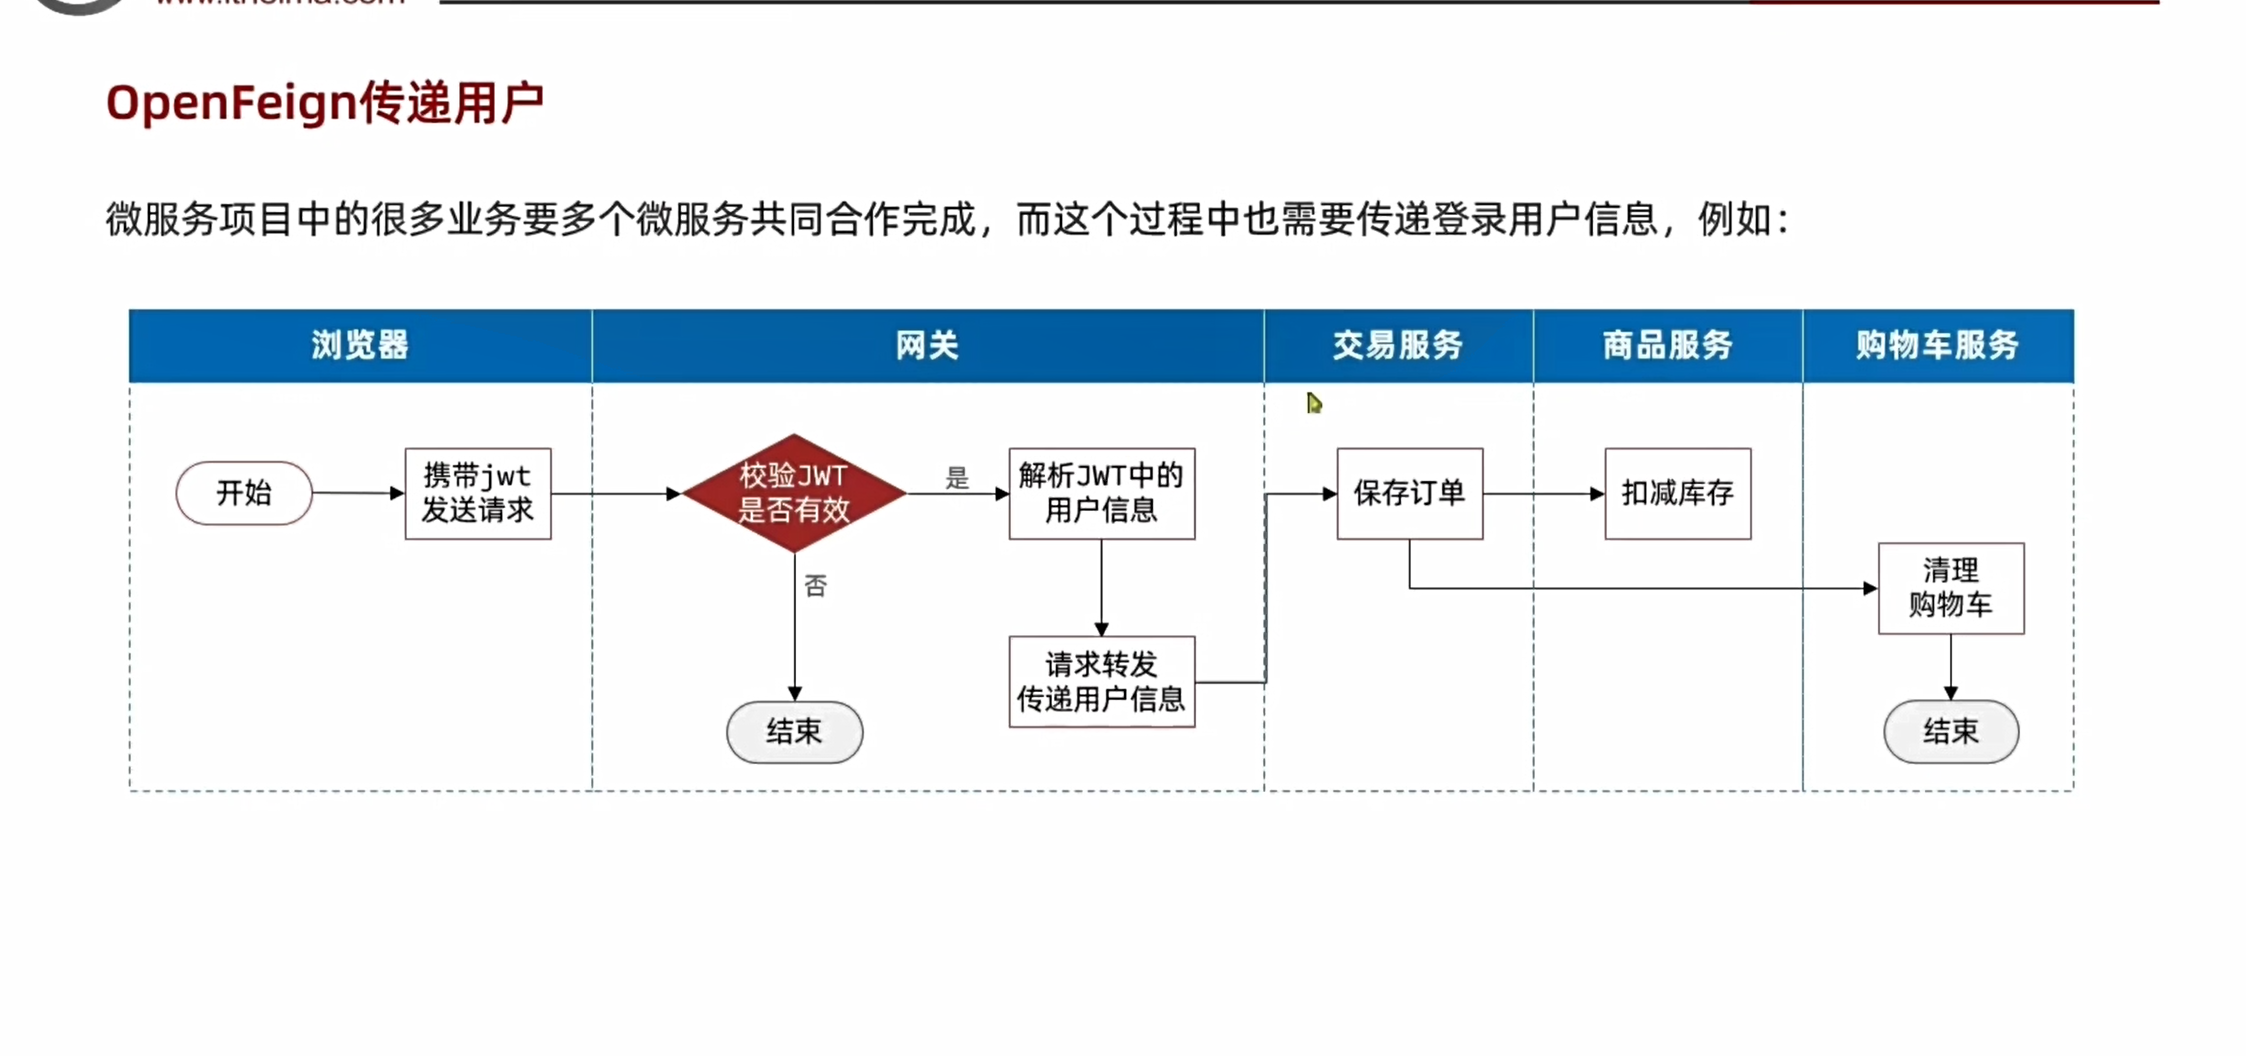 OpenFeign传递用户
微服务项目中的很多业务要多个微服务共同合作完成，而这个过程中也需要传递登录用户信息，例如：
浏览器
网关
交易服务
商品服务
购物车服务
开始
携带jwt
发送请求
校验JWT
是否有效
是
解析JWT中的
用户信息
保存订单
扣减库存
否
清理
购物车
请求转发
传递用户信息
结束
结束